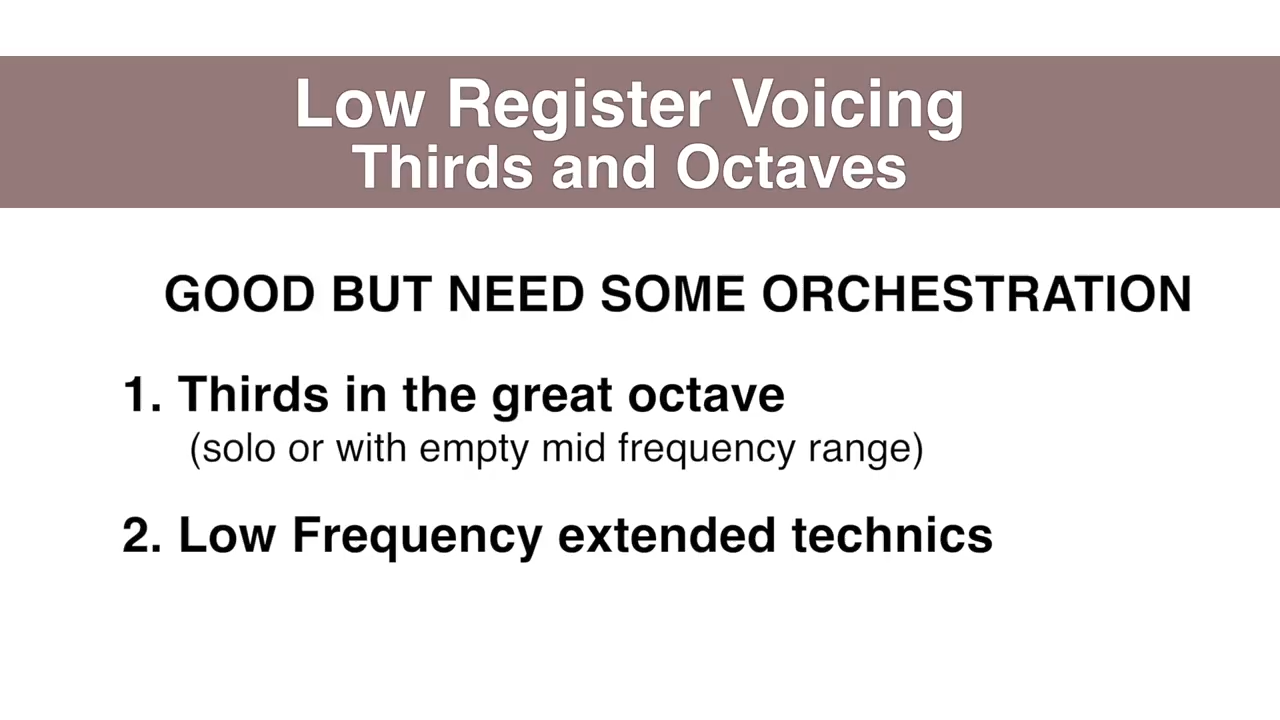 Low Register Voicing
Thirds and Octaves
GOOD BUT NEED SOME ORCHESTRATION
1. Thirds in the great octave
(solo or with empty mid frequency range)
2. Low Frequency extended technics